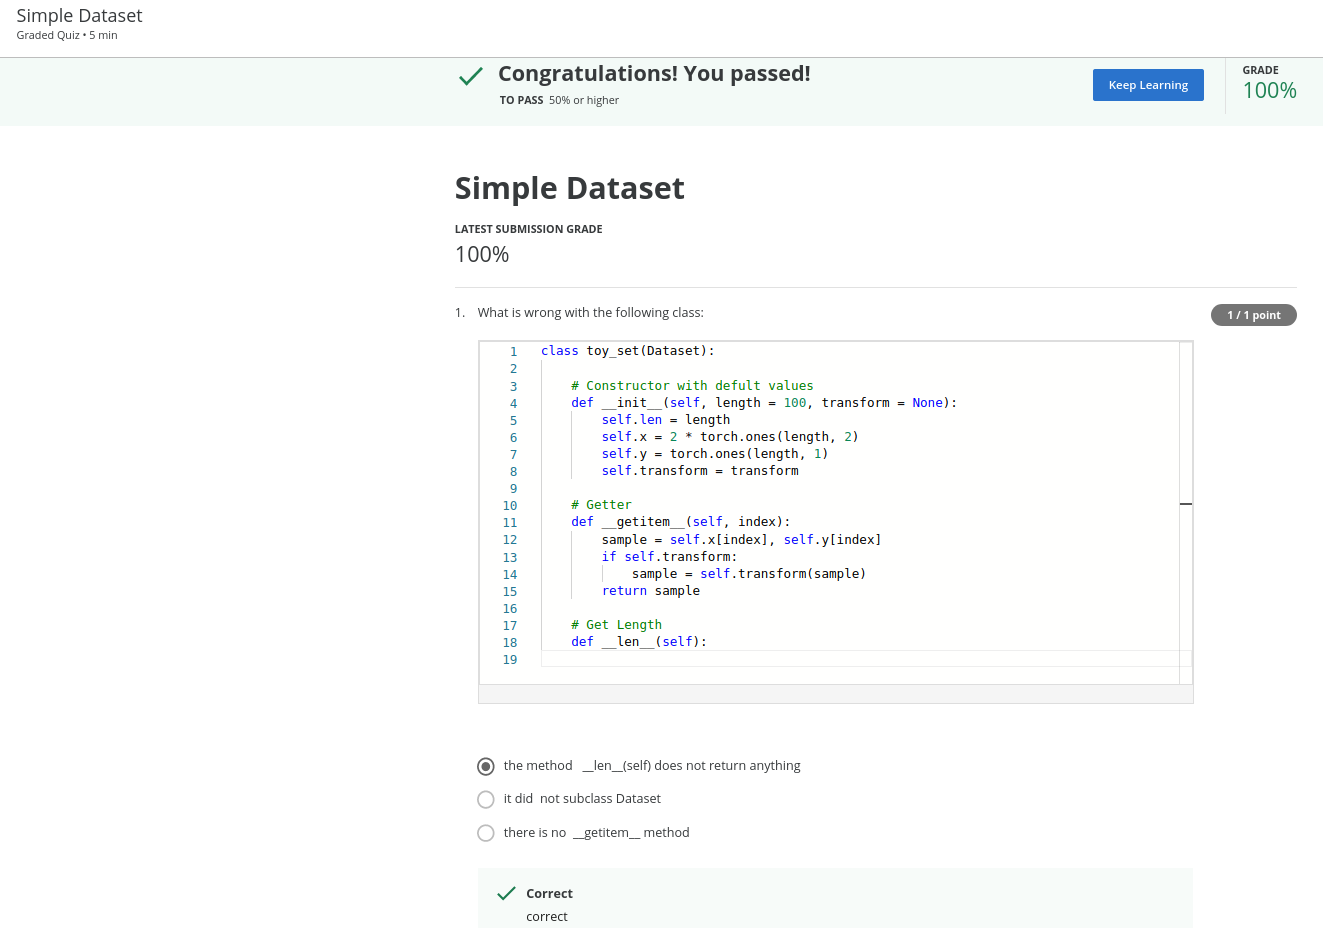 Simple Dataset
Graded Quiz • 5 min
Congratulations! You passed!
TO PASS 50% or higher
Keep Learning
GRADE
100%
Simple Dataset
LATEST SUBMISSION GRADE
100%
1. What is wrong with the following class:
1 / 1 point
1 class toy_set(Dataset):
2
3     # Constructor with defult values
4     def __init__(self, length = 100, transform = None):
5         self.len = length
6         self.x = 2 * torch.ones(length, 2)
7         self.y = torch.ones(length, 1)
8         self.transform = transform
9
10     # Getter
11     def __getitem__(self, index):
12         sample = self.x[index], self.y[index]
13         if self.transform:
14             sample = self.transform(sample)
15         return sample
16
17     # Get Length
18     def __len__(self):
19
the method __len__(self) does not return anything
it did not subclass Dataset
there is no __getitem__ method
Correct
correct